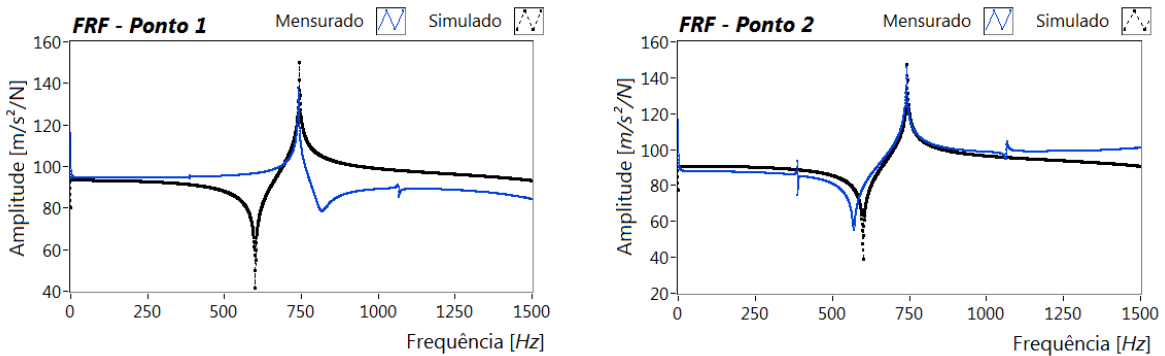 FRF - Ponto 1
Mensurado
Simulado
Amplitude [m/s²/N]
160
140
120
100
80
60
40
0
250
500
750
1000
1250
1500
Frequência [Hz]
FRF - Ponto 2
Mensurado
Simulado
Amplitude [m/s²/N]
160
140
120
100
80
60
40
20
0
250
500
750
1000
1250
1500
Frequência [Hz]